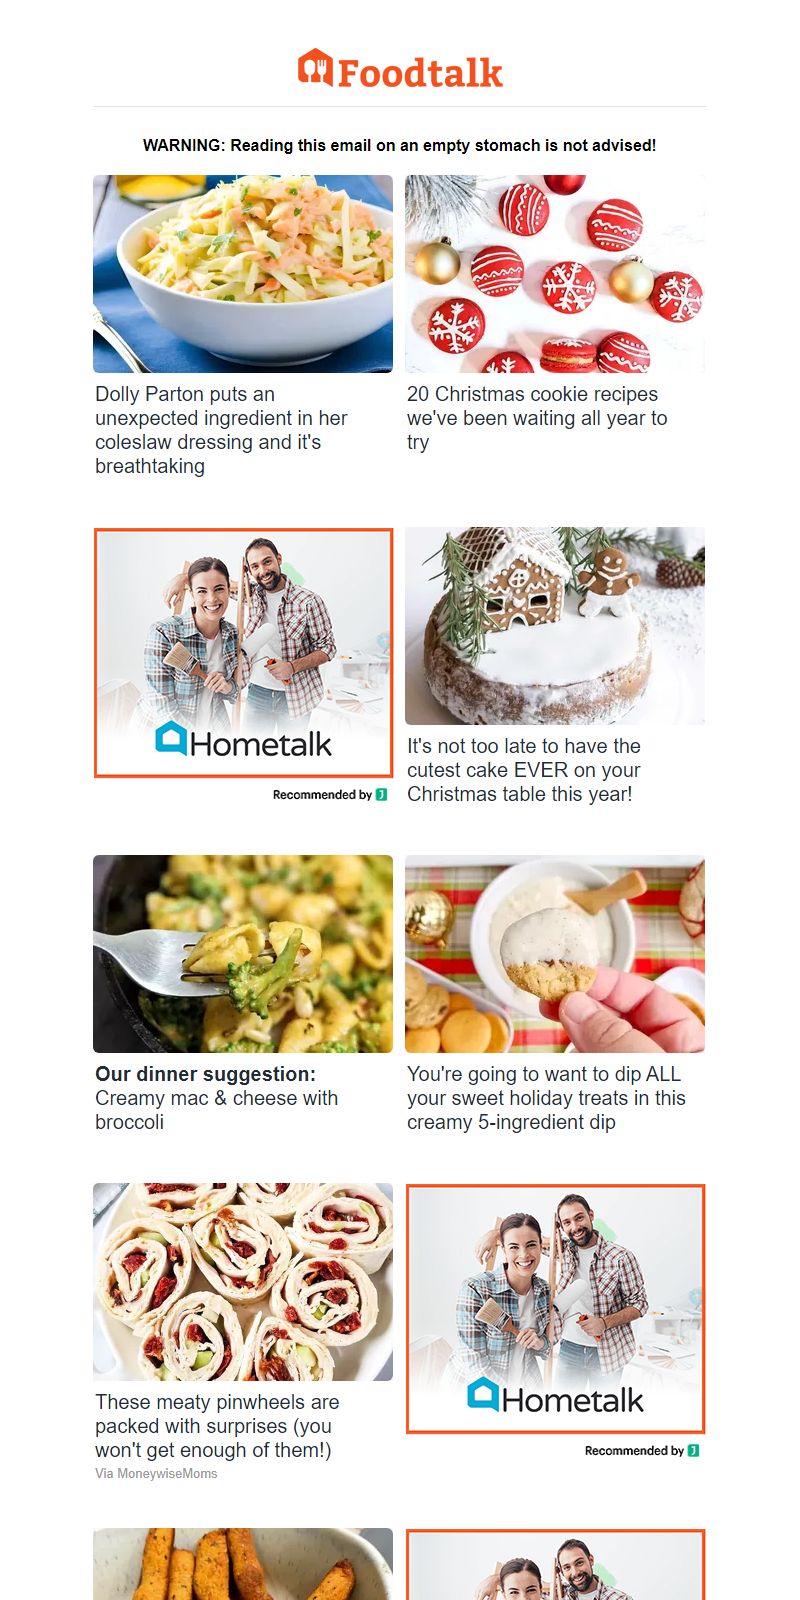 Foodtalk
WARNING: Reading this email on an empty stomach is not advised!
Dolly Parton puts an
unexpected ingredient in her
coleslaw dressing and it's
breathtaking
20 Christmas cookie recipes
we've been waiting all year to
try
Hometalk
Recommended by
It's not too late to have the
cutest cake EVER on your
Christmas table this year!
Our dinner suggestion:
Creamy mac & cheese with
broccoli
You're going to want to dip ALL
your sweet holiday treats in this
creamy 5-ingredient dip
These meaty pinwheels are
packed with surprises (you
won't get enough of them!)
Via MoneywiseMoms
Hometalk
Recommended by